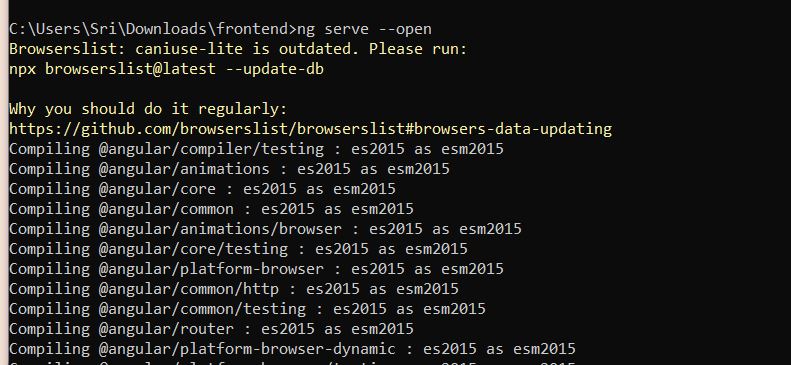 C:\Users\Sri\Downloads\frontend>ng serve --open
Browserslist: caniuse-lite is outdated. Please run:
npx browserslist@latest --update-db

Why you should do it regularly:
https://github.com/browserslist/browserslist#browsers-data-updating
Compiling @angular/compiler/testing : es2015 as esm2015
Compiling @angular/animations : es2015 as esm2015
Compiling @angular/core : es2015 as esm2015
Compiling @angular/common : es2015 as esm2015
Compiling @angular/animations/browser : es2015 as esm2015
Compiling @angular/core/testing : es2015 as esm2015
Compiling @angular/platform-browser : es2015 as esm2015
Compiling @angular/common/http : es2015 as esm2015
Compiling @angular/common/testing : es2015 as esm2015
Compiling @angular/router : es2015 as esm2015
Compiling @angular/platform-browser-dynamic : es2015 as esm2015